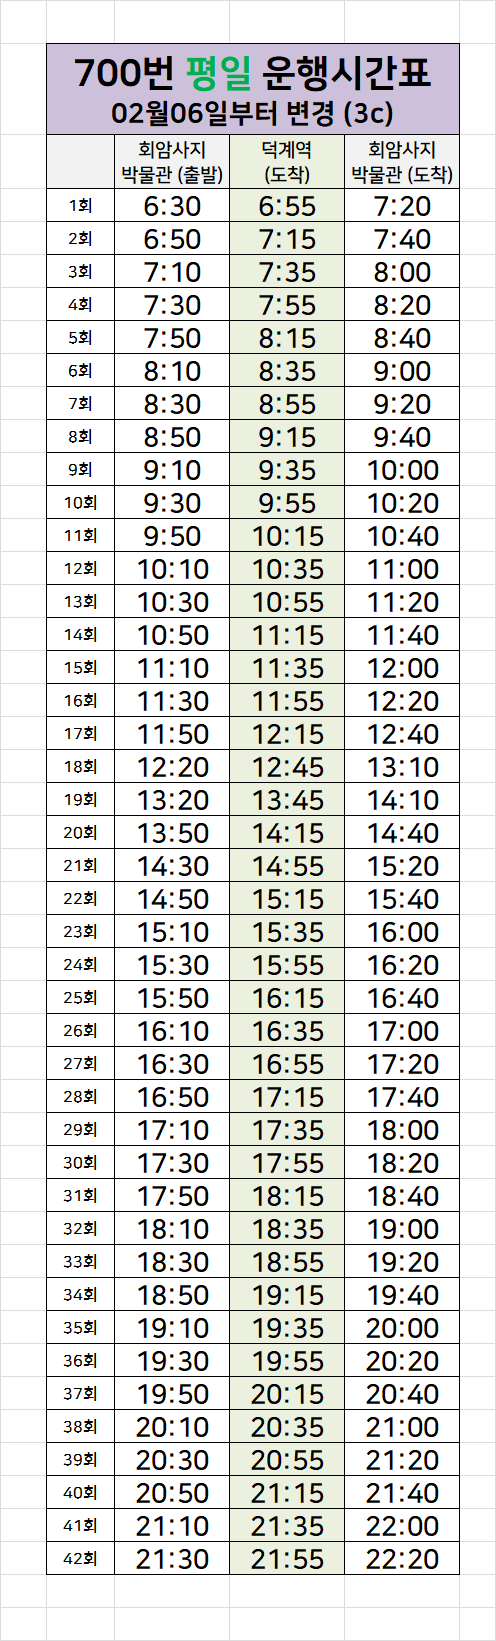 700번 평일 운행시간표
02월06일부터 변경 (3c)
회암사지 박물관 (출발) 덕계역 (도착) 회암사지 박물관 (도착)
1회 6:30 6:55 7:20
2회 6:50 7:15 7:40
3회 7:10 7:35 8:00
4회 7:30 7:55 8:20
5회 7:50 8:15 8:40
6회 8:10 8:35 9:00
7회 8:30 8:55 9:20
8회 8:50 9:15 9:40
9회 9:10 9:35 10:00
10회 9:30 9:55 10:20
11회 9:50 10:15 10:40
12회 10:10 10:35 11:00
13회 10:30 10:55 11:20
14회 10:50 11:15 11:40
15회 11:10 11:35 12:00
16회 11:30 11:55 12:20
17회 11:50 12:15 12:40
18회 12:20 12:45 13:10
19회 13:20 13:45 14:10
20회 13:50 14:15 14:40
21회 14:30 14:55 15:20
22회 14:50 15:15 15:40
23회 15:10 15:35 16:00
24회 15:30 15:55 16:20
25회 15:50 16:15 16:40
26회 16:10 16:35 17:00
27회 16:30 16:55 17:20
28회 16:50 17:15 17:40
29회 17:10 17:35 18:00
30회 17:30 17:55 18:20
31회 17:50 18:15 18:40
32회 18:10 18:35 19:00
33회 18:30 18:55 19:20
34회 18:50 19:15 19:40
35회 19:10 19:35 20:00
36회 19:30 19:55 20:20
37회 19:50 20:15 20:40
38회 20:10 20:35 21:00
39회 20:30 20:55 21:20
40회 20:50 21:15 21:40
41회 21:10 21:35 22:00
42회 21:30 21:55 22:20